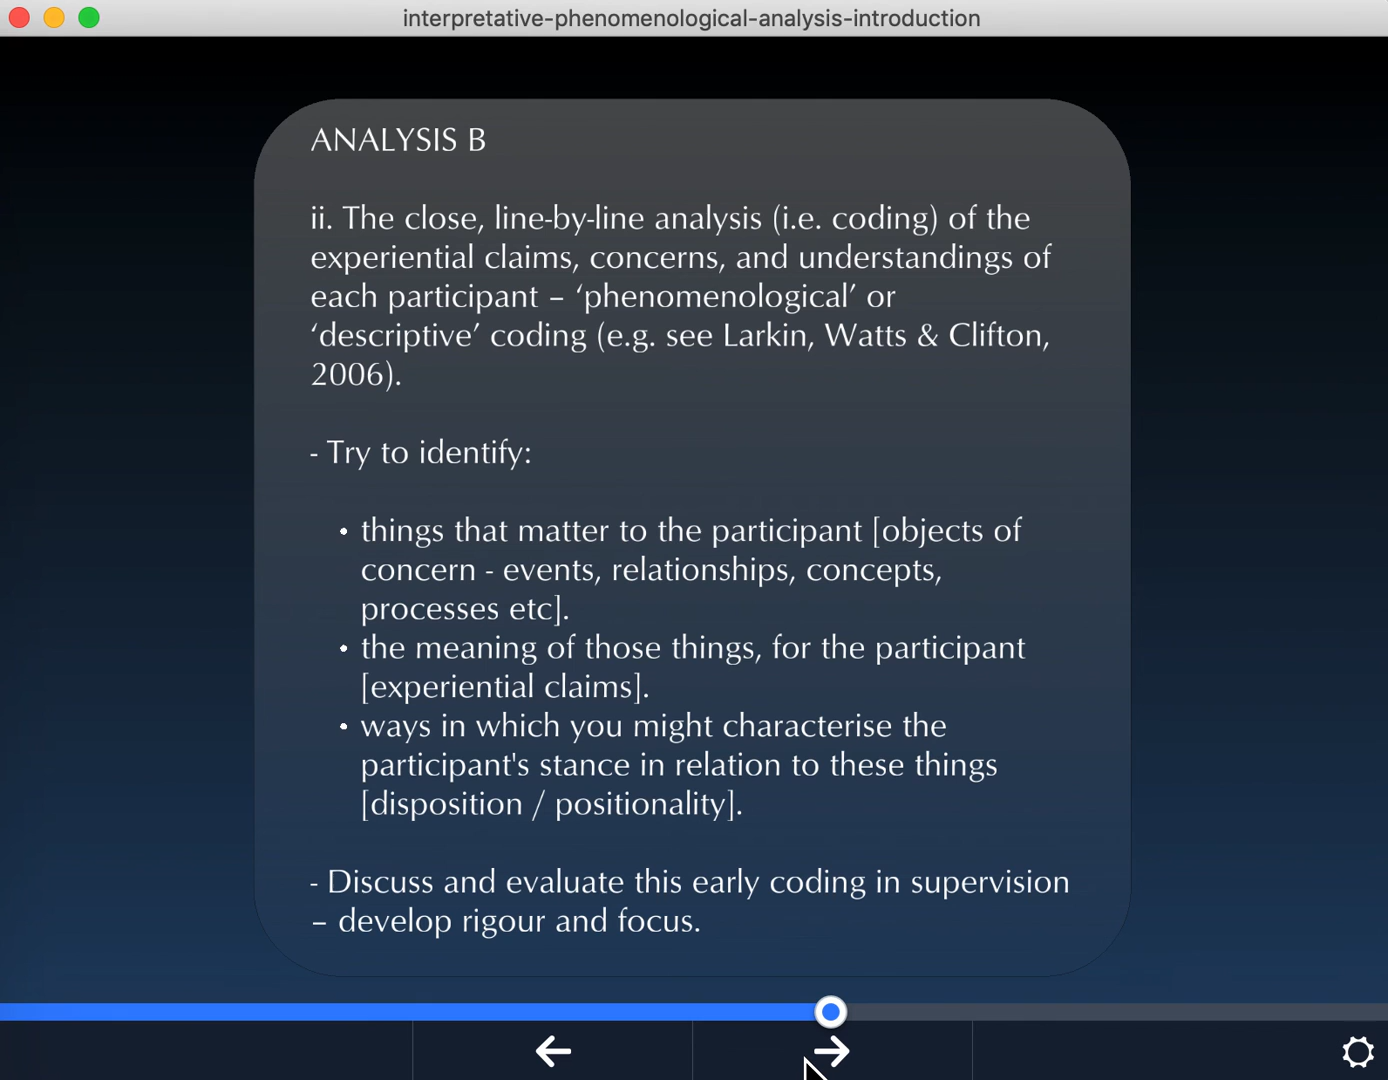 interpretative-phenomenological-analysis-introduction
ANALYSIS B
ii. The close, line-by-line analysis (i.e. coding) of the
experiential claims, concerns, and understandings of
each participant – ‘phenomenological’ or
‘descriptive’ coding (e.g. see Larkin, Watts & Clifton,
2006).
- Try to identify:
• things that matter to the participant [objects of
concern - events, relationships, concepts,
processes etc].
• the meaning of those things, for the participant
[experiential claims].
• ways in which you might characterise the
participant's stance in relation to these things
[disposition / positionality].
- Discuss and evaluate this early coding in supervision
– develop rigour and focus.